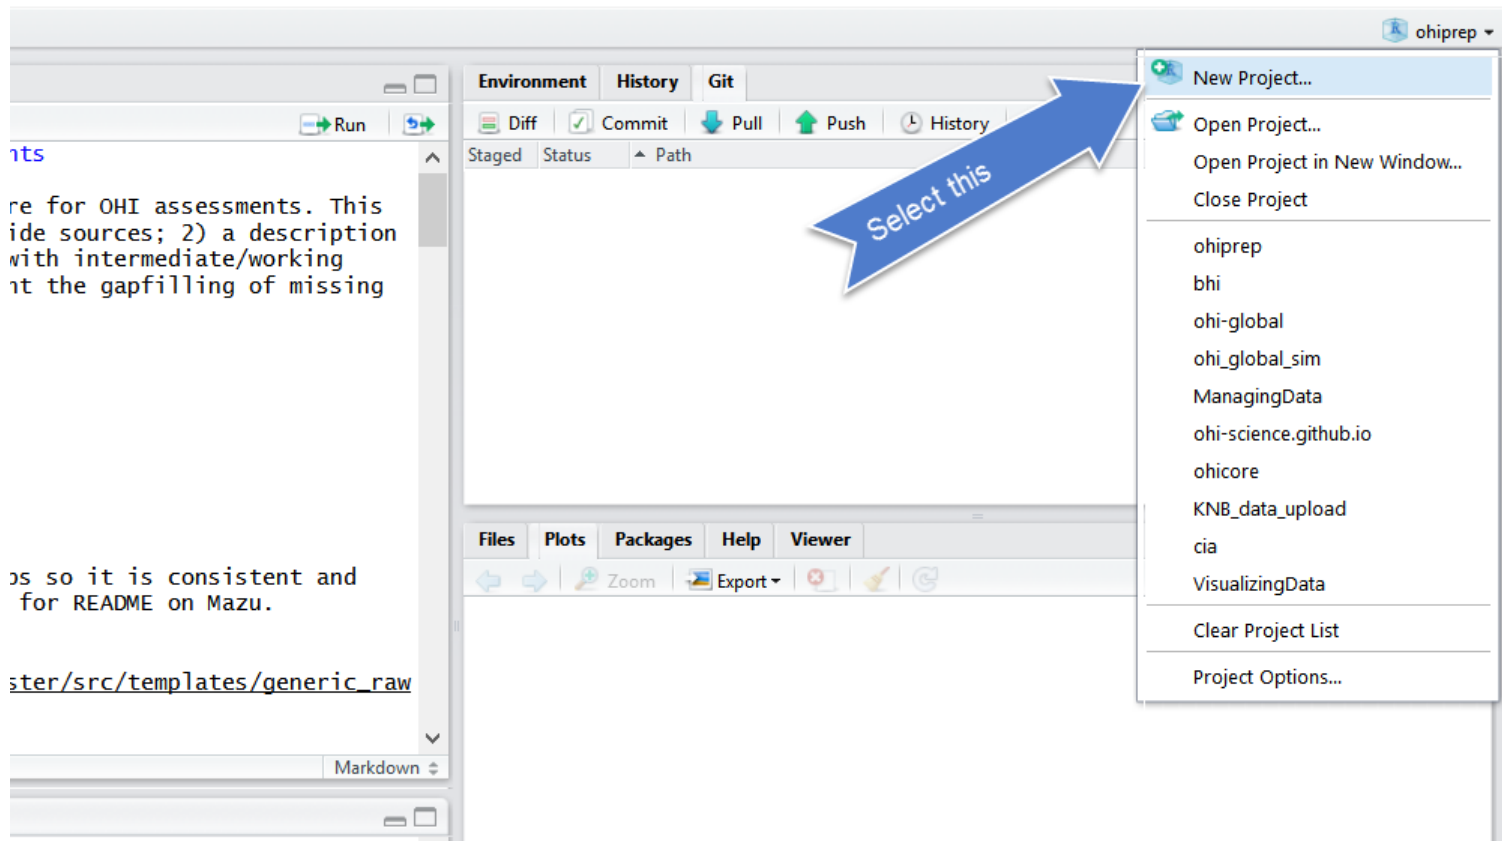 ohiprep
Run
nts
re for OHI assessments. This
ide sources; 2) a description
with intermediate/working
nt the gapfilling of missing
os so it is consistent and
for README on Mazu.
ster/src/templates/generic_raw
Markdown
Environment History Git
Diff Commit Pull Push History
Staged Status Path
Select this
Files Plots Packages Help Viewer
Zoom Export
New Project...
Open Project...
Open Project in New Window...
Close Project
ohiprep
bhi
ohi-global
ohi_global_sim
ManagingData
ohi-science.github.io
ohicore
KNB_data_upload
cia
VisualizingData
Clear Project List
Project Options...